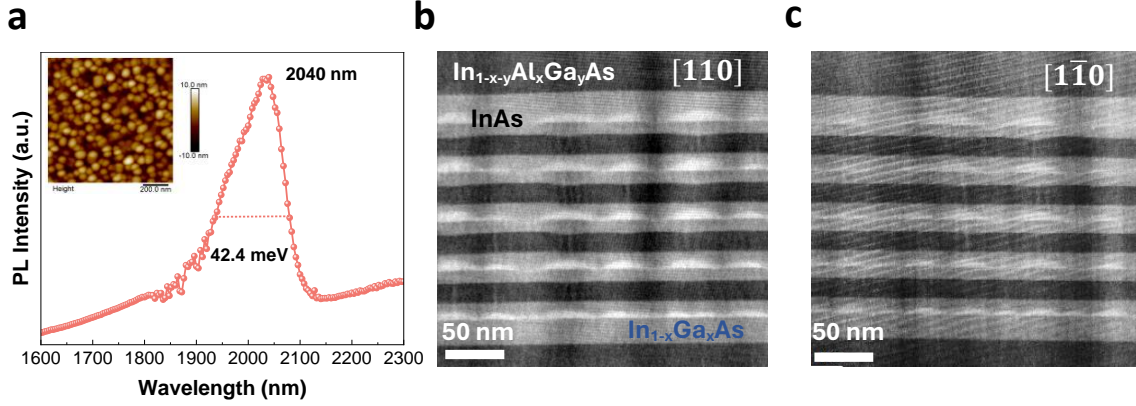 a
PL Intensity (a.u.)
10.0 nm
-10.0 nm
Height
200.0 nm
2040 nm
42.4 meV
1600 1700 1800 1900 2000 2100 2200 2300
Wavelength (nm)
b
In₁₋ₓ₋ᵧAlₓGaᵧAs
[110]
InAs
In₁₋ₓGaₓAs
50 nm
c
[11̅0]
50 nm